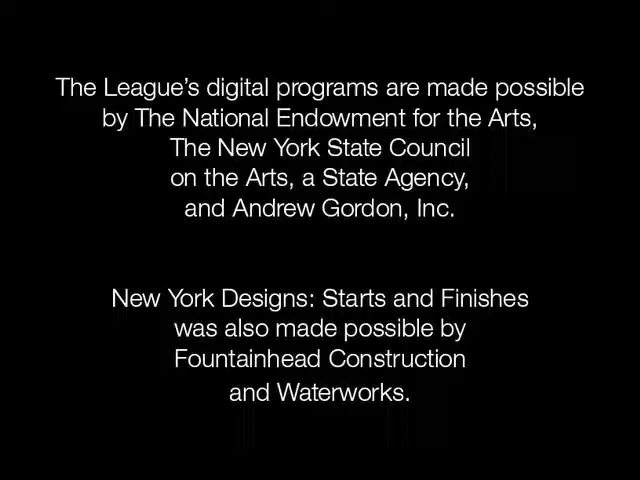 The League’s digital programs are made possible
by The National Endowment for the Arts,
The New York State Council
on the Arts, a State Agency,
and Andrew Gordon, Inc.
New York Designs: Starts and Finishes
was also made possible by
Fountainhead Construction
and Waterworks.